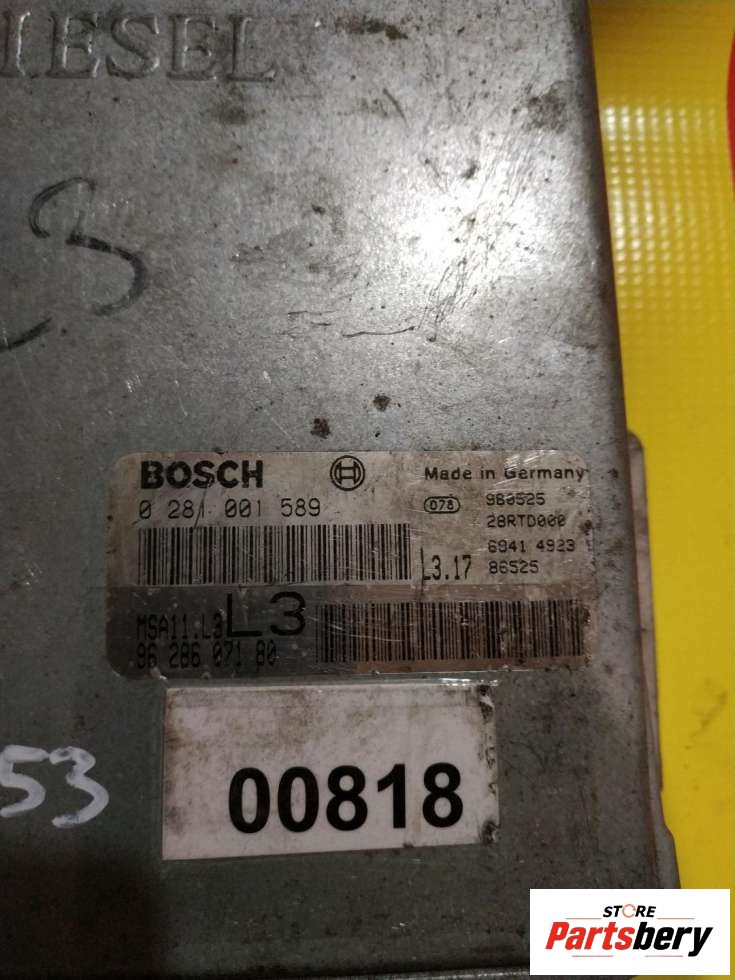 IESEL
3
BOSCH Made in Germany
0 281 001 589 078 980525
28RTD000
6941 4923
L3.17 86525
MSA11.L3 L3
96 286 071 80
53
00818
STORE
Partsbery